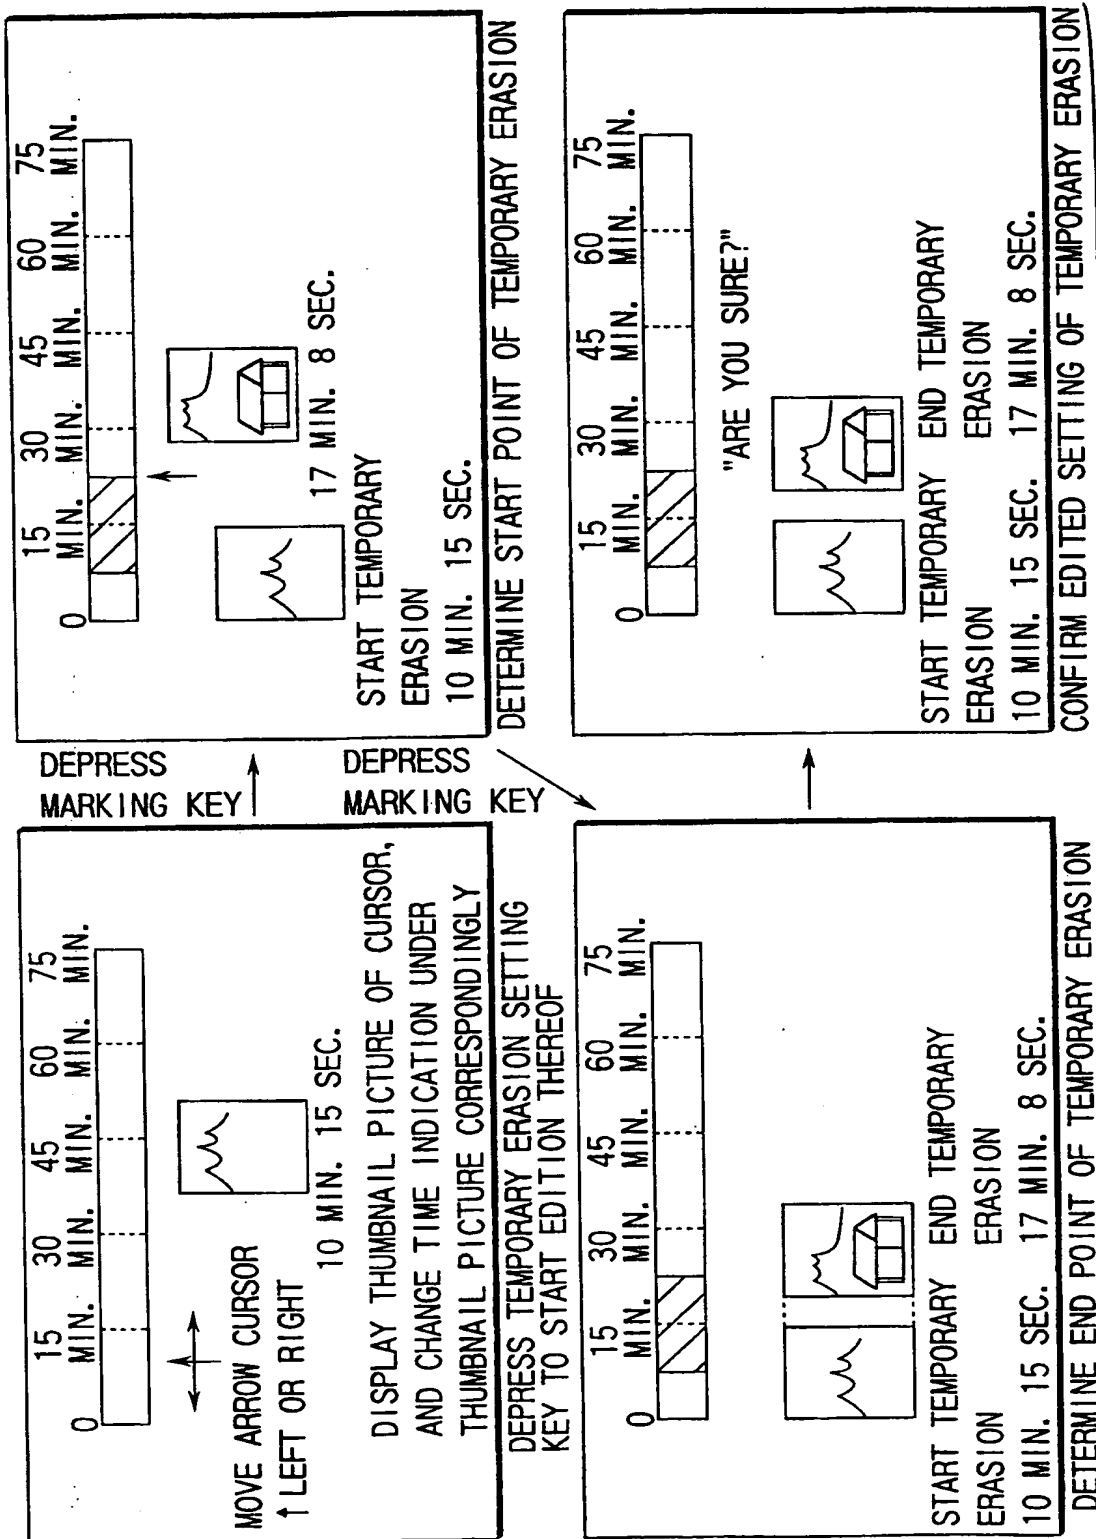 0
15 MIN.
30 MIN.
45 MIN.
60 MIN.
75 MIN.
MOVE ARROW CURSOR
↑LEFT OR RIGHT
10 MIN. 15 SEC.
DISPLAY THUMBNAIL PICTURE OF CURSOR,
AND CHANGE TIME INDICATION UNDER
THUMBNAIL PICTURE CORRESPONDINGLY
DEPRESS TEMPORARY ERASION SETTING
KEY TO START EDITION THEREOF
DEPRESS
MARKING KEY
0
15 MIN.
30 MIN.
45 MIN.
60 MIN.
75 MIN.
START TEMPORARY
ERASION
10 MIN. 15 SEC.
17 MIN. 8 SEC.
DETERMINE START POINT OF TEMPORARY ERASION
DEPRESS
MARKING KEY
0
15 MIN.
30 MIN.
45 MIN.
60 MIN.
75 MIN.
START TEMPORARY END TEMPORARY
ERASION ERASION
10 MIN. 15 SEC. 17 MIN. 8 SEC.
DETERMINE END POINT OF TEMPORARY ERASION
0
15 MIN.
30 MIN.
45 MIN.
60 MIN.
75 MIN.
"ARE YOU SURE?"
START TEMPORARY END TEMPORARY
ERASION ERASION
10 MIN. 15 SEC. 17 MIN. 8 SEC.
CONFIRM EDITED SETTING OF TEMPORARY ERASION